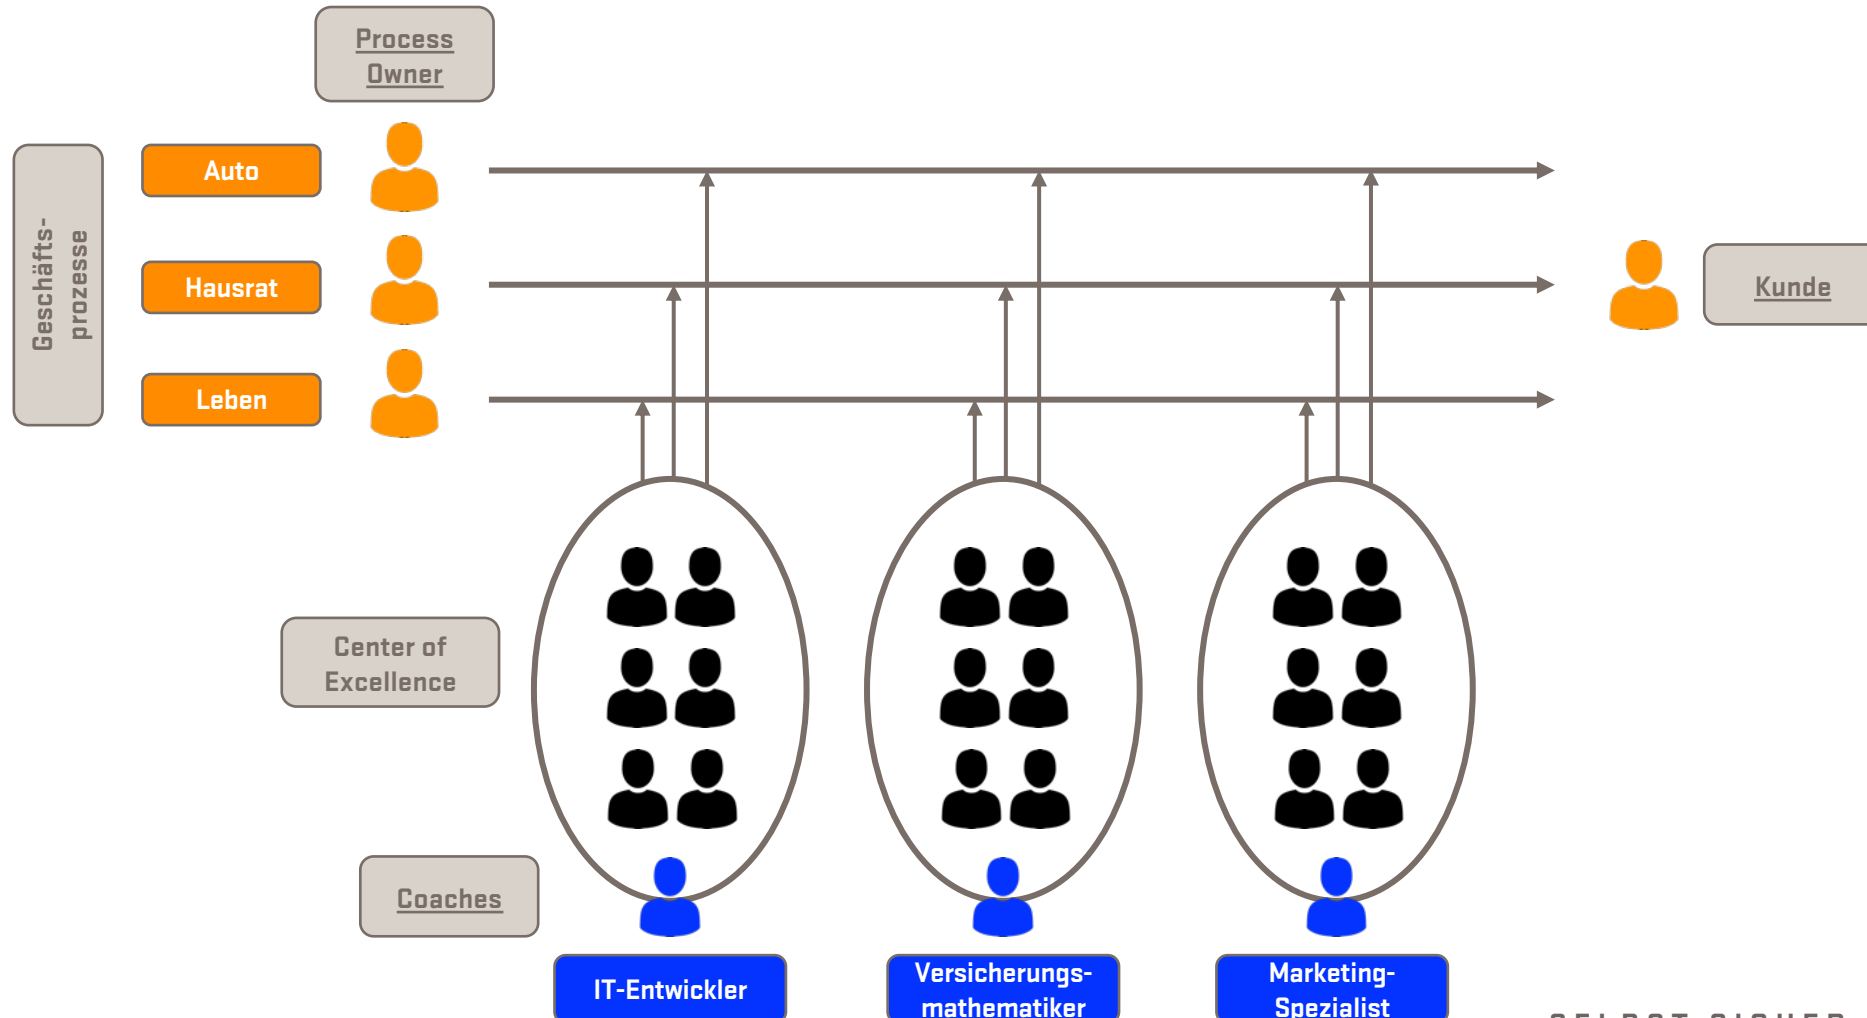 Process
Owner
Geschäfts-
prozesse
Auto
Hausrat
Leben
Kunde
Center of
Excellence
Coaches
IT-Entwickler
Versicherungs-
mathematiker
Marketing-
Spezialist